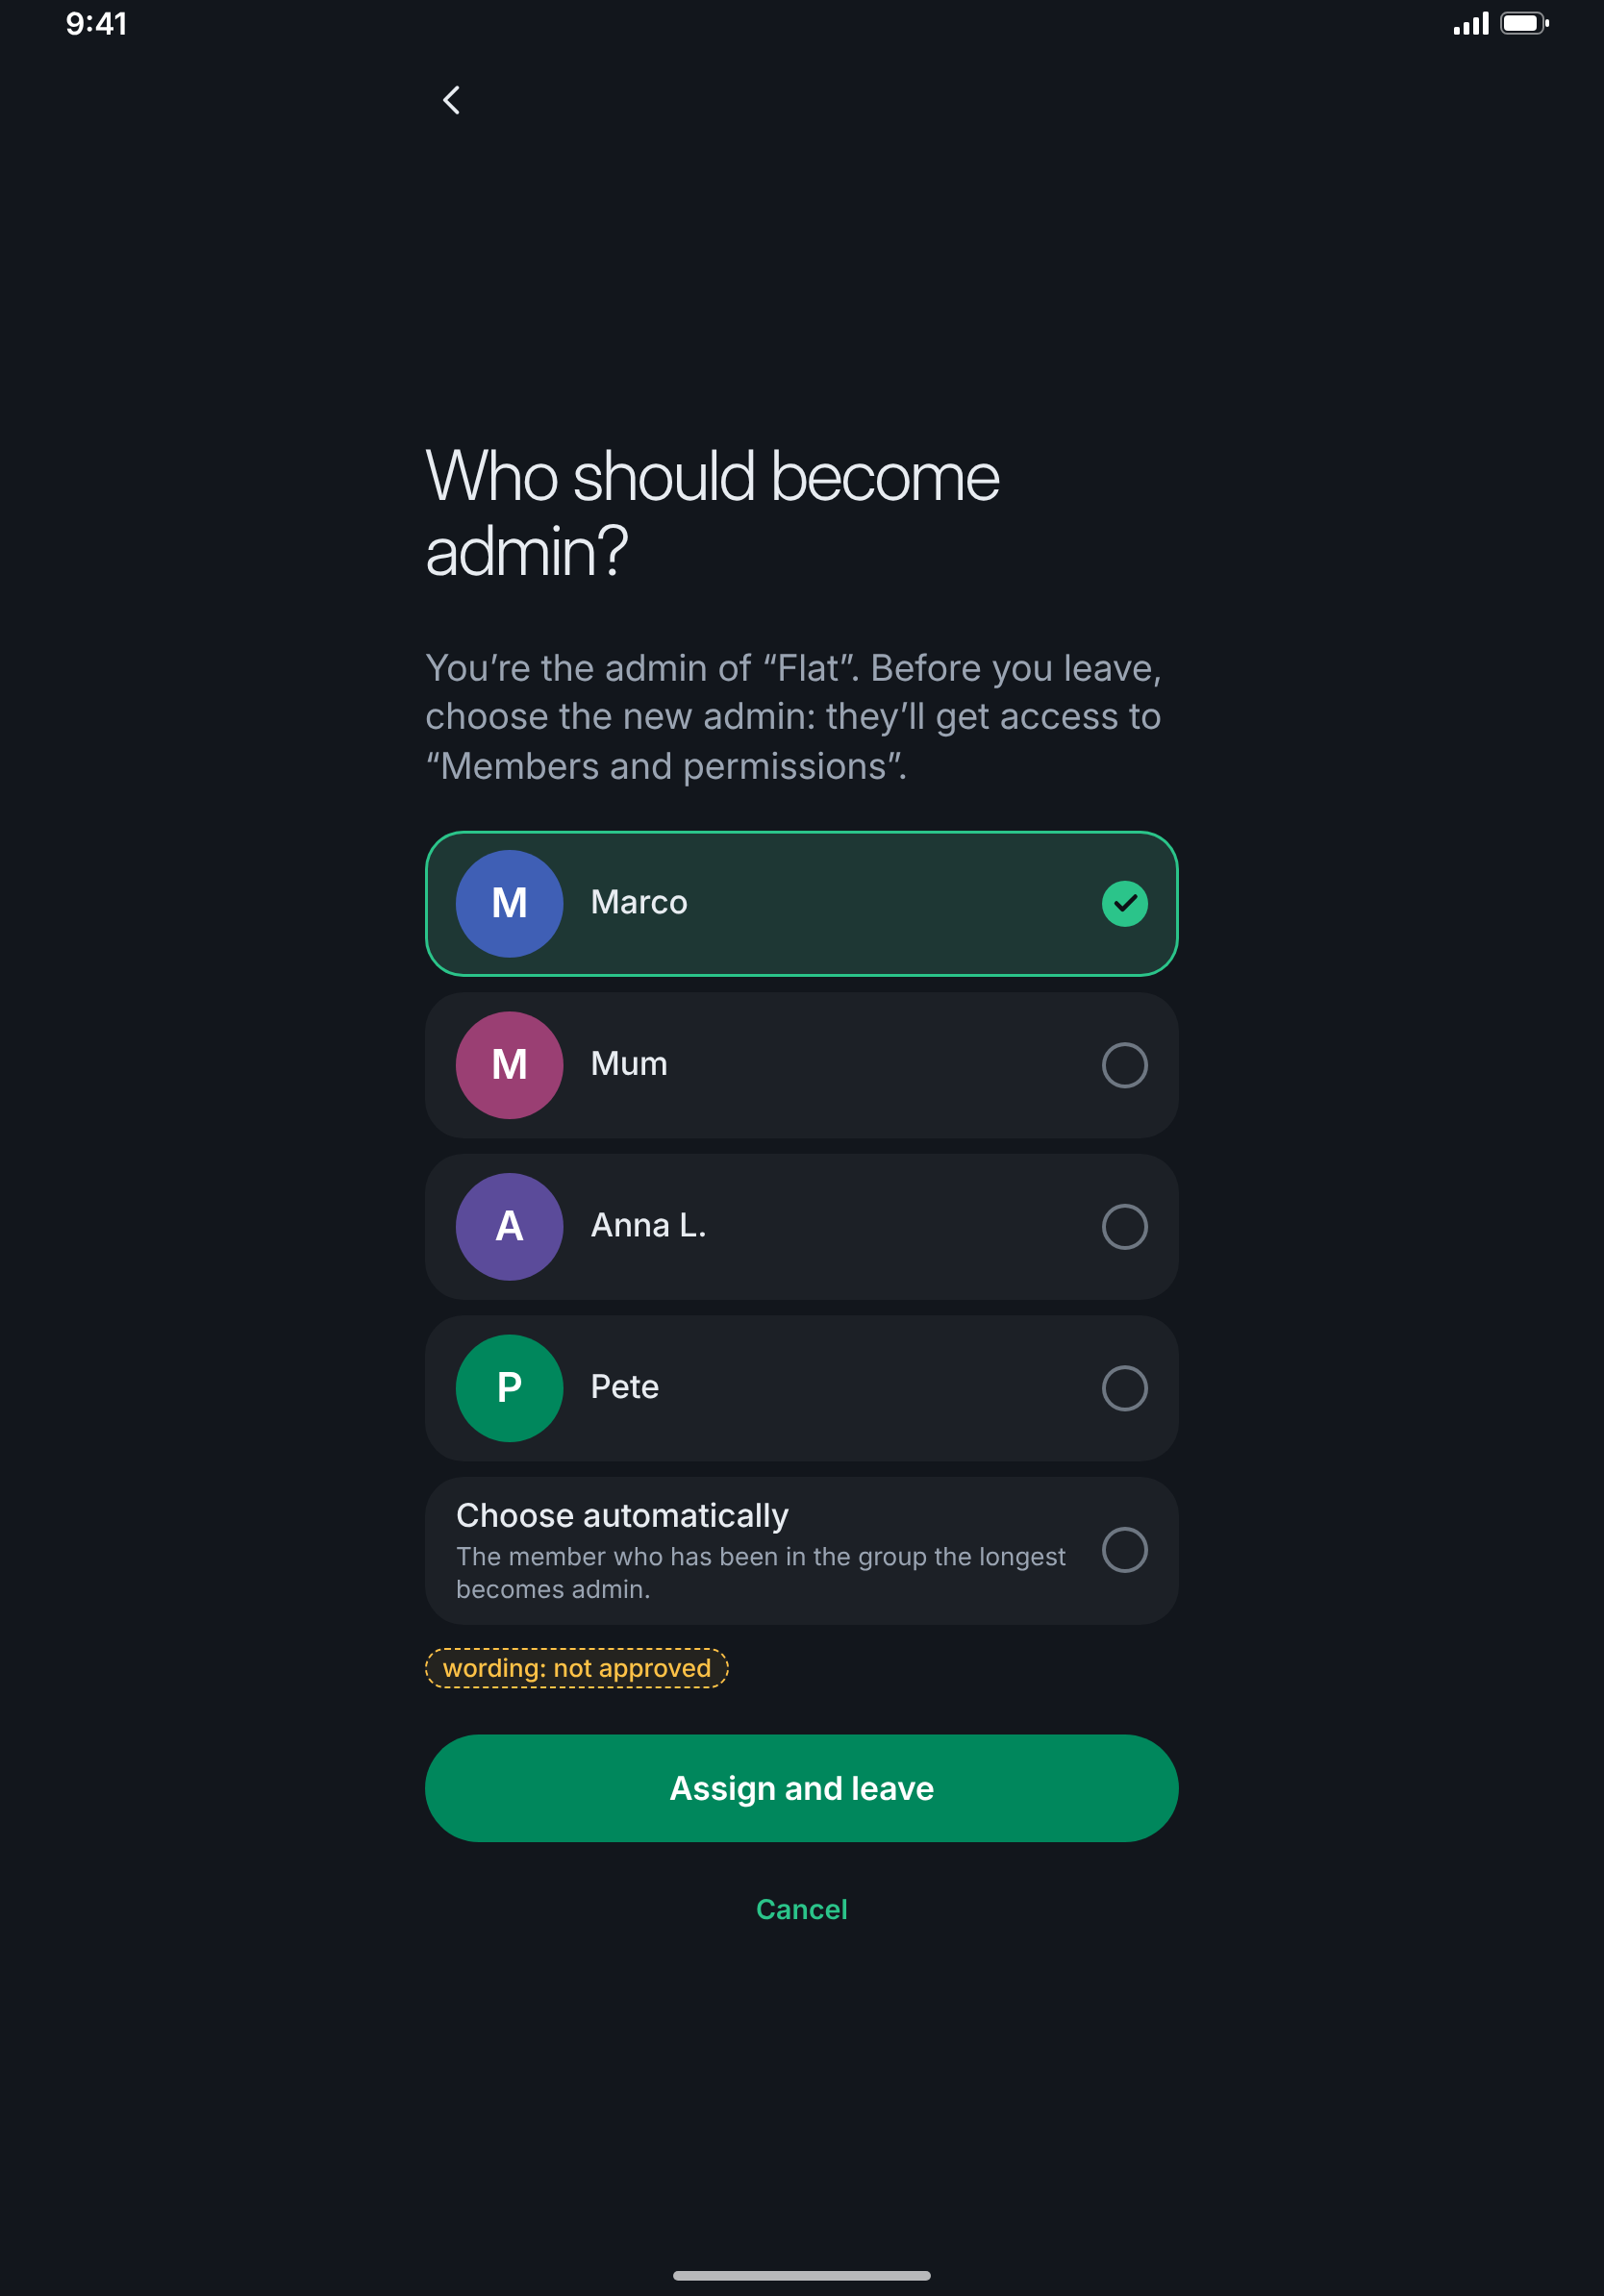 9:41
Who should become
admin?
You’re the admin of “Flat”. Before you leave,
choose the new admin: they’ll get access to
“Members and permissions”.
M Marco
M Mum
A Anna L.
P Pete
Choose automatically
The member who has been in the group the longest
becomes admin.
wording: not approved
Assign and leave
Cancel